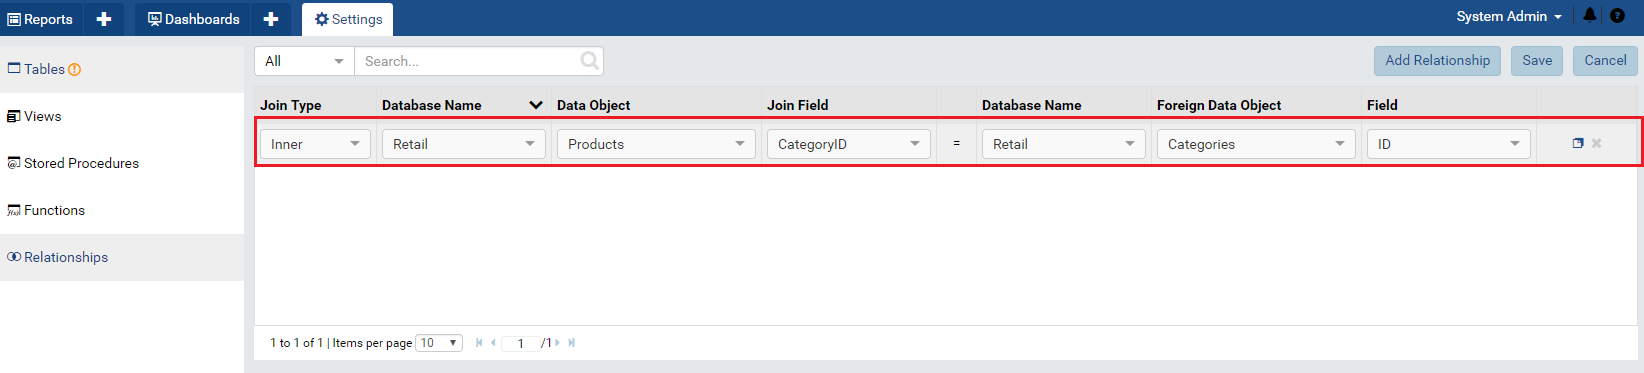 Reports + Dashboards + Settings System Admin
All Search... Add Relationship Save Cancel
Tables
Views
Stored Procedures
Functions
Relationships
Join Type Database Name Data Object Join Field Database Name Foreign Data Object Field
Inner Retail Products CategoryID = Retail Categories ID
1 to 1 of 1 | Items per page 10 1 /1